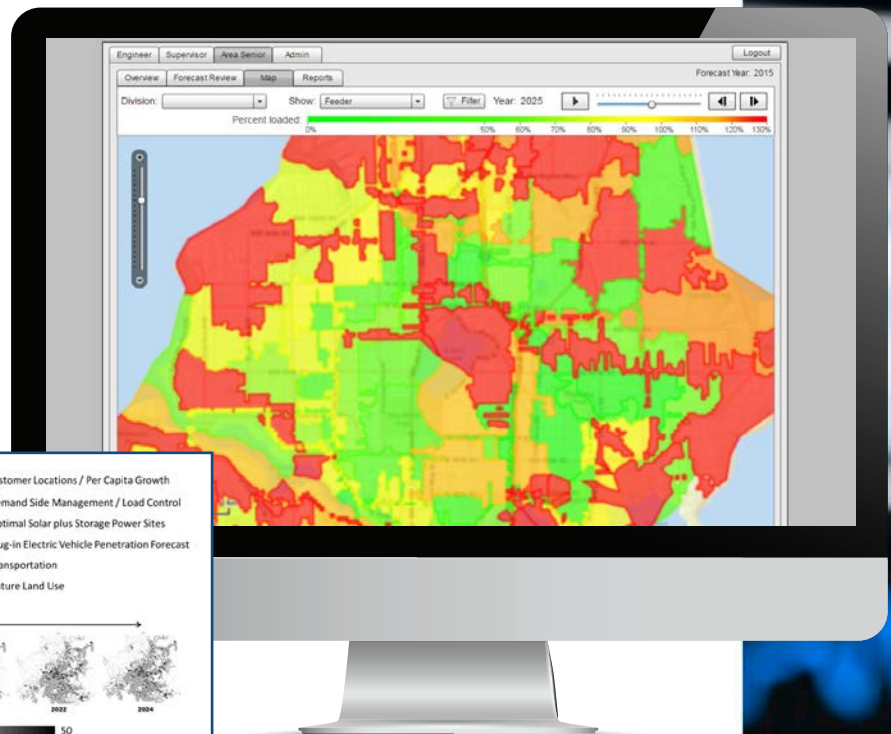 Engineer Supervisor Area Senior Admin Logout
Overview Forecast Review Map Reports Forecast Year: 2015
Division: Show: Feeder Filter Year: 2025
Percent loaded:
0% 50% 60% 70% 80% 90% 100% 110% 120% 130%
stomer Locations / Per Capita Growth
emand Side Management / Load Control
ptimal Solar plus Storage Power Sites
ug-in Electric Vehicle Penetration Forecast
ansportation
ture Land Use
2022 2024
50